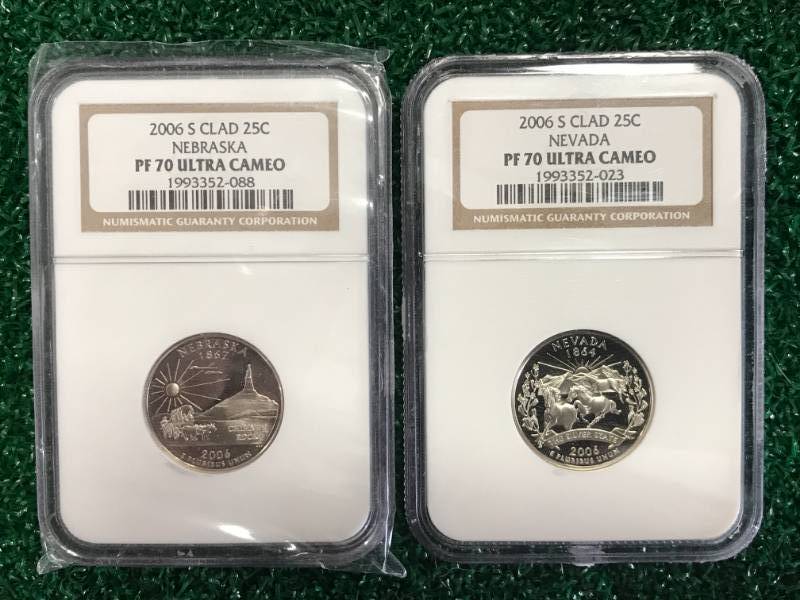 2006 S CLAD 25C
NEBRASKA
PF 70 ULTRA CAMEO
1993352-088
NUMISMATIC GUARANTY CORPORATION
NEBRASKA
1867
CHIMNEY
ROCK
2006
E PLURIBUS UNUM
2006 S CLAD 25C
NEVADA
PF 70 ULTRA CAMEO
1993352-023
NUMISMATIC GUARANTY CORPORATION
NEVADA
1864
THE SILVER STATE
2006
E PLURIBUS UNUM